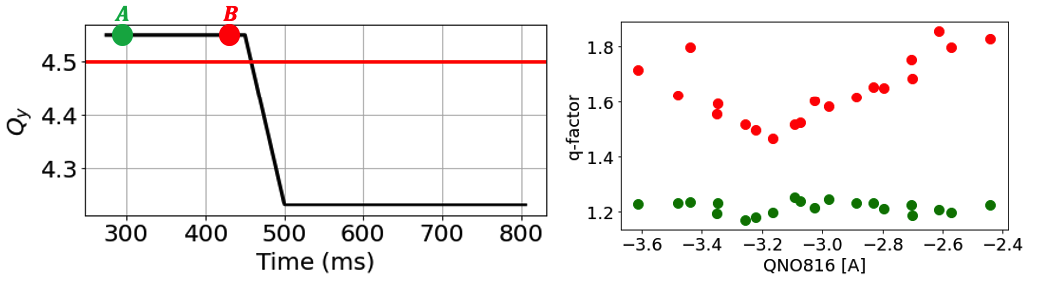 A B
4.5
4.4
4.3
Qy
300 400 500 600 700 800
Time (ms)
1.8
1.6
1.4
1.2
q-factor
−3.6 −3.4 −3.2 −3.0 −2.8 −2.6 −2.4
QNO816 [A]